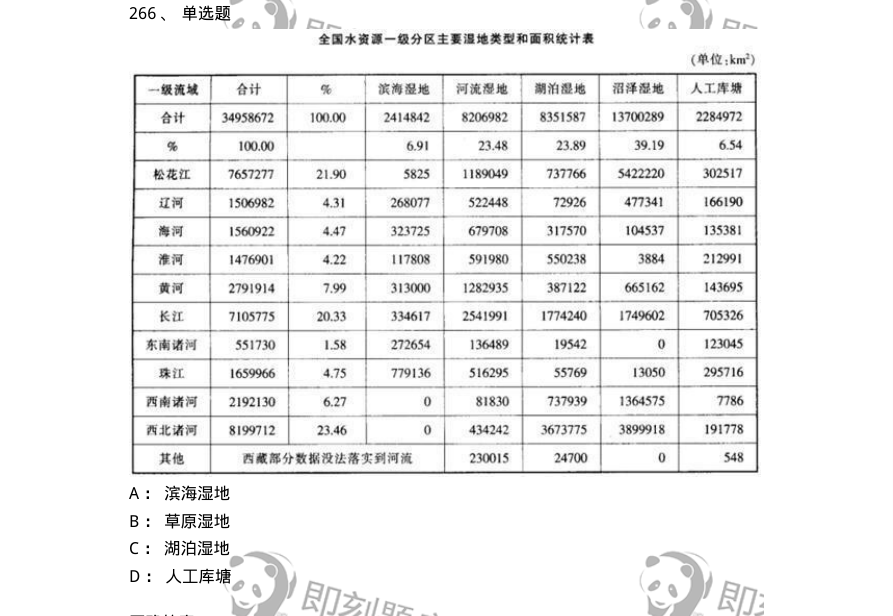 266 、 单选题
全国水资源一级分区主要湿地类型和面积统计表
(单位:km²)
一级流域 合计 % 滨海湿地 河流湿地 湖泊湿地 沼泽湿地 人工库塘
合计 34958672 100.00 2414842 8206982 8351587 13700289 2284972
% 100.00 6.91 23.48 23.89 39.19 6.54
松花江 7657277 21.90 5825 1189049 737766 5422220 302517
辽河 1506982 4.31 268077 522448 72926 477341 166190
海河 1560922 4.47 323725 679708 317570 104537 135381
淮河 1476901 4.22 117808 591980 550238 3884 212991
黄河 2791914 7.99 313000 1282935 387122 665162 143695
长江 7105775 20.33 334617 2541991 1774240 1749602 705326
东南诸河 551730 1.58 272654 136489 19542 0 123045
珠江 1659966 4.75 779136 516295 55769 13050 295716
西南诸河 2192130 6.27 0 81830 737939 1364575 7786
西北诸河 8199712 23.46 0 434242 3673775 3899918 191778
其他 西藏部分数据没法落实到河流 230015 24700 0 548
A： 滨海湿地
B： 草原湿地
C： 湖泊湿地
D： 人工库塘
即刻题
即